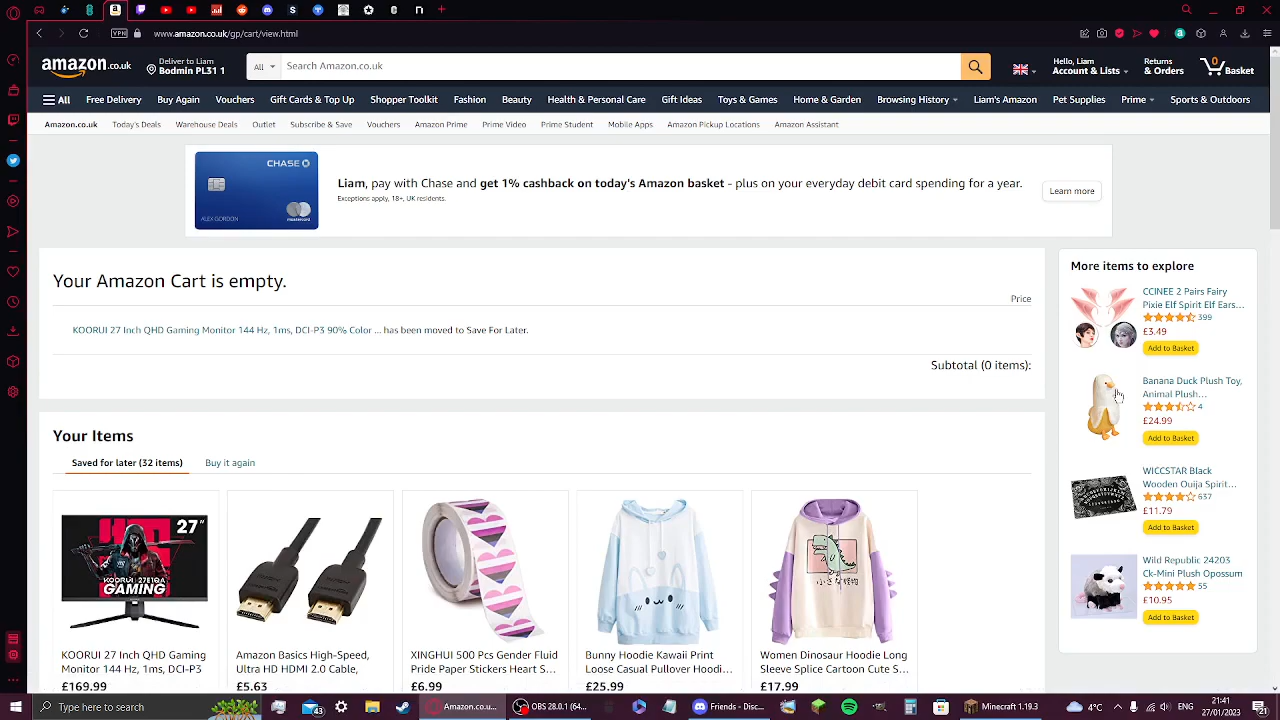 www.amazon.co.uk/gp/cart/view.html
VPN
amazon.co.uk
Deliver to Liam
Bodmin PL31 1
All
Search Amazon.co.uk
Hello, Liam
Account & Lists
Returns
& Orders
0
Basket
All
Free Delivery
Buy Again
Vouchers
Gift Cards & Top Up
Shopper Toolkit
Fashion
Beauty
Health & Personal Care
Gift Ideas
Toys & Games
Home & Garden
Browsing History
Liam's Amazon
Pet Supplies
Prime
Sports & Outdoors
Amazon.co.uk
Today's Deals
Warehouse Deals
Outlet
Subscribe & Save
Vouchers
Amazon Prime
Prime Video
Prime Student
Mobile Apps
Amazon Pickup Locations
Amazon Assistant
CHASE
ALEX GORDON
mastercard
Liam, pay with Chase and get 1% cashback on today's Amazon basket - plus on your everyday debit card spending for a year.
Exceptions apply, 18+, UK residents.
Learn more
Your Amazon Cart is empty.
Price
KOORUI 27 Inch QHD Gaming Monitor 144 Hz, 1ms, DCI-P3 90% Color ... has been moved to Save For Later.
Subtotal (0 items):
Your Items
Saved for later (32 items)
Buy it again
27"
KOORUI 27E1QA
GAMING
KOORUI 27 Inch QHD Gaming
Monitor 144 Hz, 1ms, DCI-P3
£169.99
Amazon Basics High-Speed,
Ultra HD HDMI 2.0 Cable,
£5.63
XINGHUI 500 Pcs Gender Fluid
Pride Paper Stickers Heart S...
£6.99
Bunny Hoodie Kawaii Print
Loose Casual Pullover Hoodi...
£25.99
Women Dinosaur Hoodie Long
Sleeve Splice Cartoon Cute S...
£17.99
More items to explore
CCINEE 2 Pairs Fairy
Pixie Elf Spirit Elf Ears...
399
£3.49
Add to Basket
Banana Duck Plush Toy,
Animal Plush...
4
£24.99
Add to Basket
WICCSTAR Black
Wooden Ouija Spirit...
637
£11.79
Add to Basket
Wild Republic 24203
Ck-Mini Plush Opossum
55
£10.95
Add to Basket
Type here to search
43
Amazon.co...
OBS 28.0.1 (64-...
Friends - Disc...
Minecraft 1.19.3
4°C
ENG
21:41